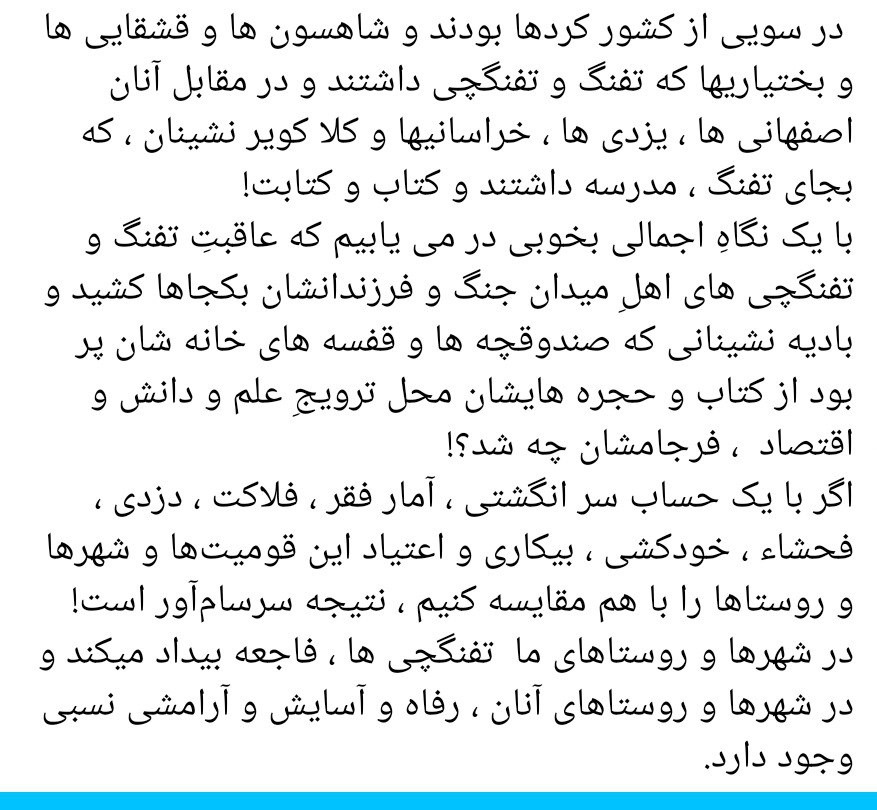 در سویی از کشور کردها بودند و شاهسون ها و قشقایی ها
و بختیاریها که تفنگ و تفنگچی داشتند و در مقابل آنان
اصفهانی ها ، یزدی ها ، خراسانیها و کلا کویر نشینان ، که
بجای تفنگ ، مدرسه داشتند و کتاب و کتابت!
با یک نگاهِ اجمالی بخوبی در می یابیم که عاقبتِ تفنگ و
تفنگچی های اهلِ میدان جنگ و فرزندانشان بکجاها کشید و
بادیه نشینانی که صندوقچه ها و قفسه های خانه شان پر
بود از کتاب و حجره هایشان محل ترویجِ علم و دانش و
اقتصاد ، فرجامشان چه شد؟!
اگر با یک حساب سر انگشتی ، آمار فقر ، فلاکت ، دزدی ،
فحشاء ، خودکشی ، بیکاری و اعتیاد این قومیت‌ها و شهرها
و روستاها را با هم مقایسه کنیم ، نتیجه سرسام‌آور است!
در شهرها و روستاهای ما تفنگچی ها ، فاجعه بیداد میکند و
در شهرها و روستاهای آنان ، رفاه و آسایش و آرامشی نسبی
وجود دارد.